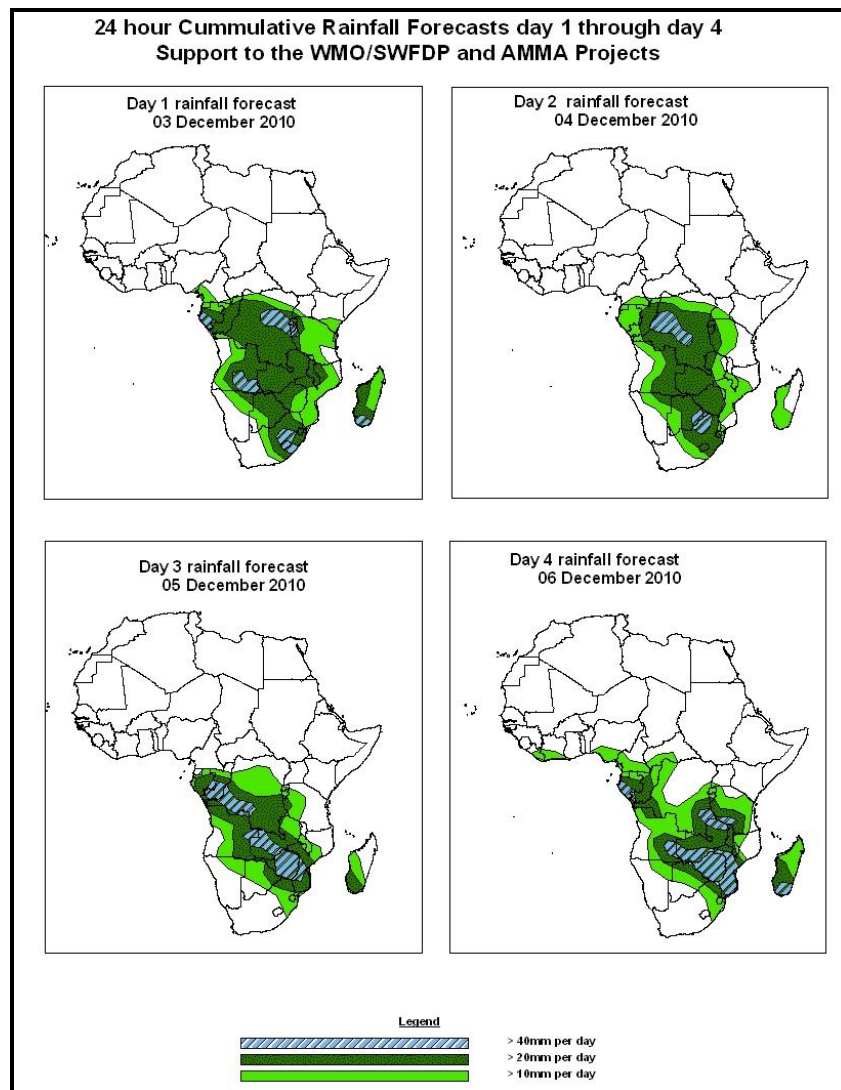 24 hour Cummulative Rainfall Forecasts day 1 through day 4
Support to the WMO/SWFDP and AMMA Projects
Day 1 rainfall forecast
03 December 2010
Day 2 rainfall forecast
04 December 2010
Day 3 rainfall forecast
05 December 2010
Day 4 rainfall forecast
06 December 2010
Legend
> 40mm per day
> 20mm per day
> 10mm per day